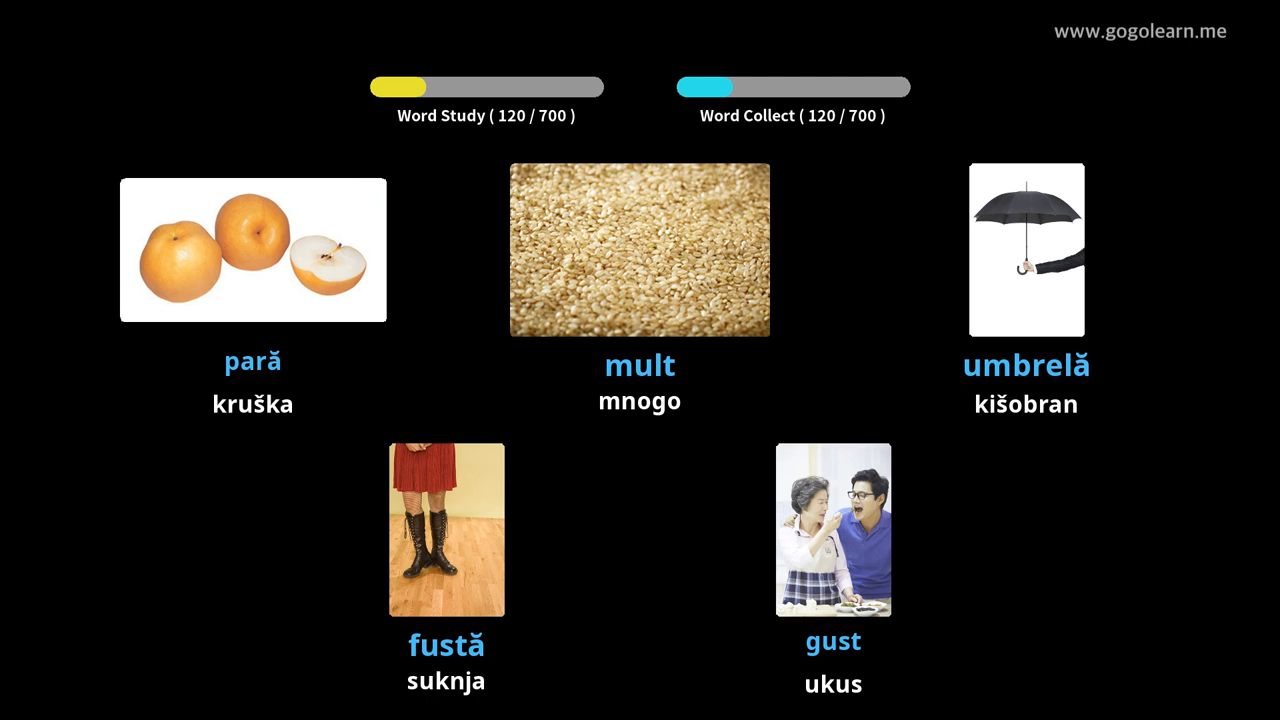 www.gogolearn.me
Word Study ( 120 / 700 )
Word Collect ( 120 / 700 )
pară
kruška
mult
mnogo
umbrelă
kišobran
fustă
suknja
gust
ukus